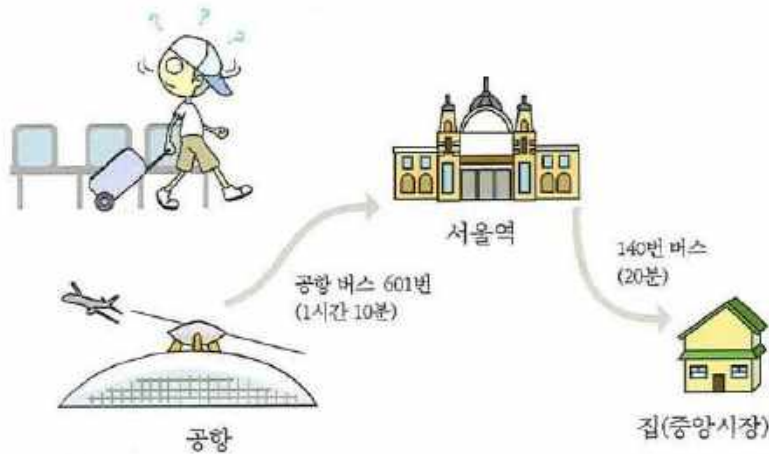 ? ? ?
서울역
140번 버스
(20분)
공항 버스 601번
(1시간 10분)
공항
집(중앙시장)